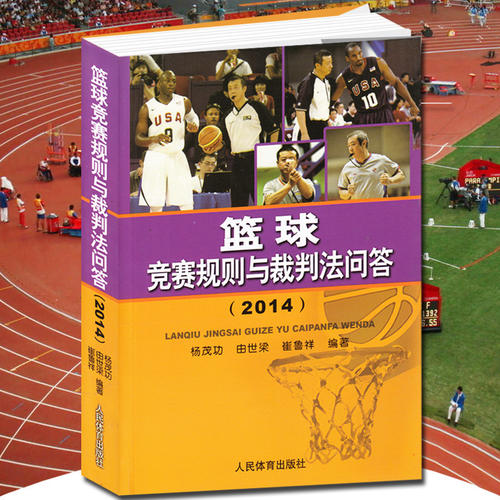 篮球竞赛规则与裁判法问答(2014)
杨茂功
由世梁 编著
崔鲁祥
人民体育出版社
USA
USA
10
篮球
竞赛规则与裁判法问答
(2014)
LANQIU JINGSAI GUIZE YU CAIPANFA WENDA
杨茂功 由世梁 崔鲁祥 编著
人民体育出版社
F
1392
6.55